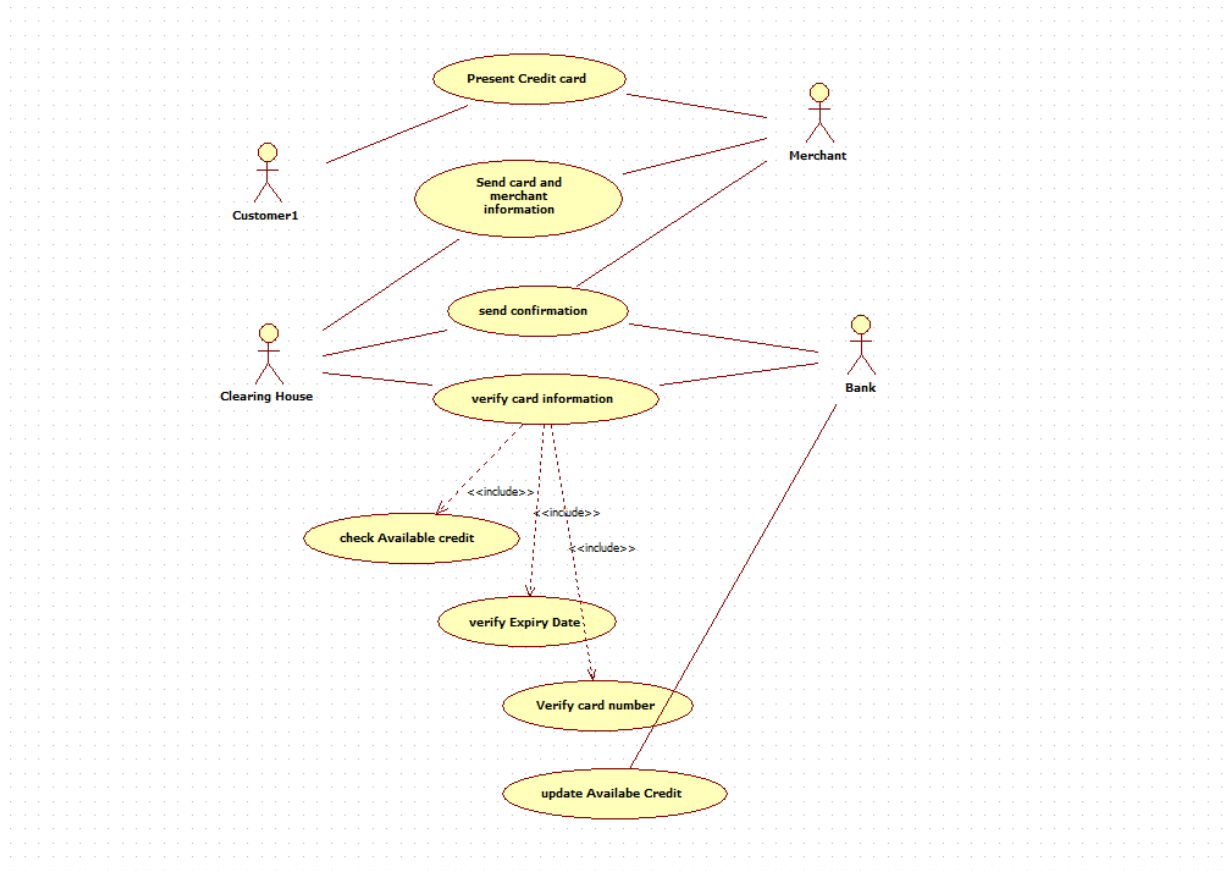 Present Credit card
Merchant
Send card and
merchant
information
Customer1
send confirmation
Bank
Clearing House
verify card information
<<include>>
<<include>>
check Available credit
<<include>>
verify Expiry Date
Verify card number
update Availabe Credit